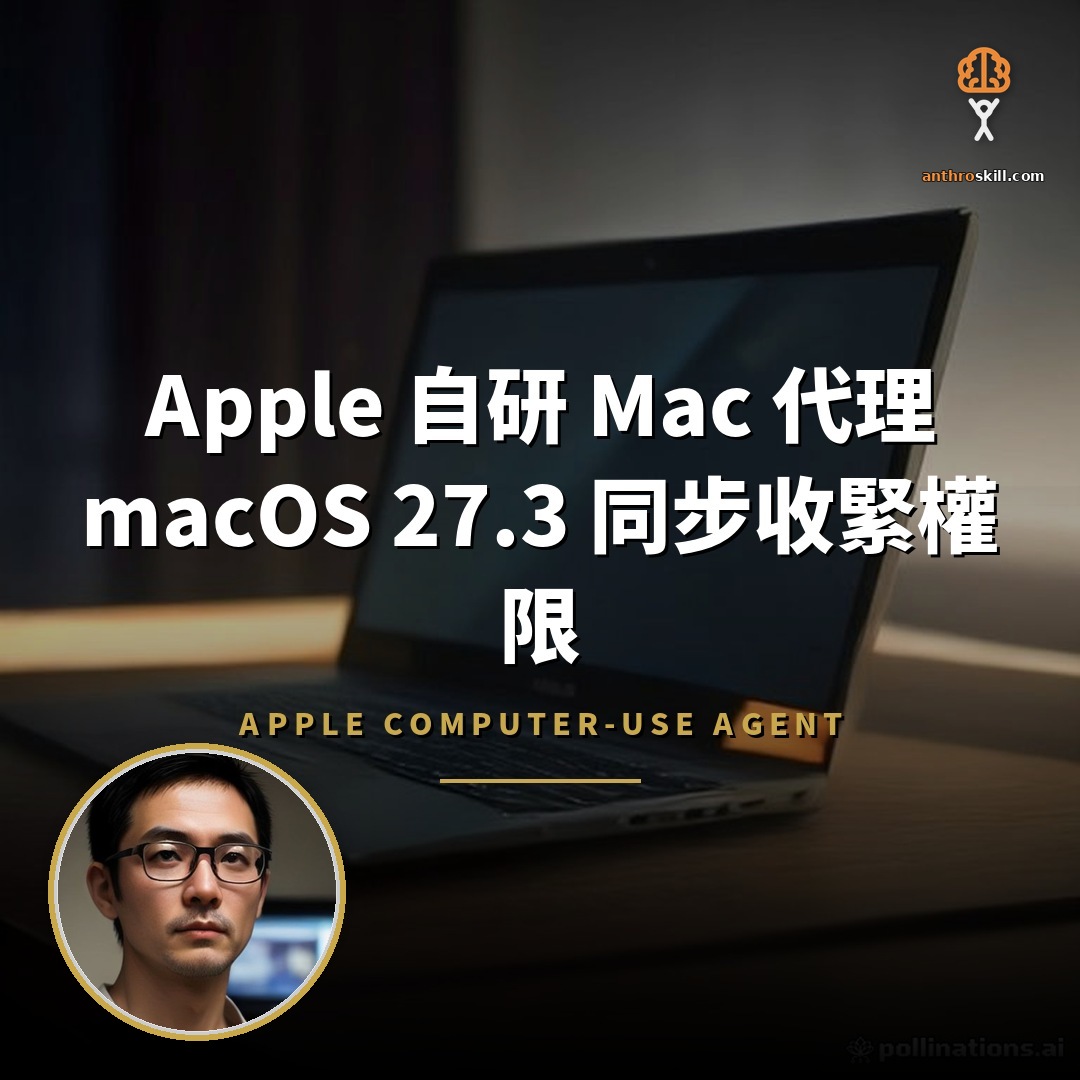 anthroskill.com
Apple 自研 Mac 代理
macOS 27.3 同步收緊權
限
APPLE COMPUTER-USE AGENT
pollinations.ai